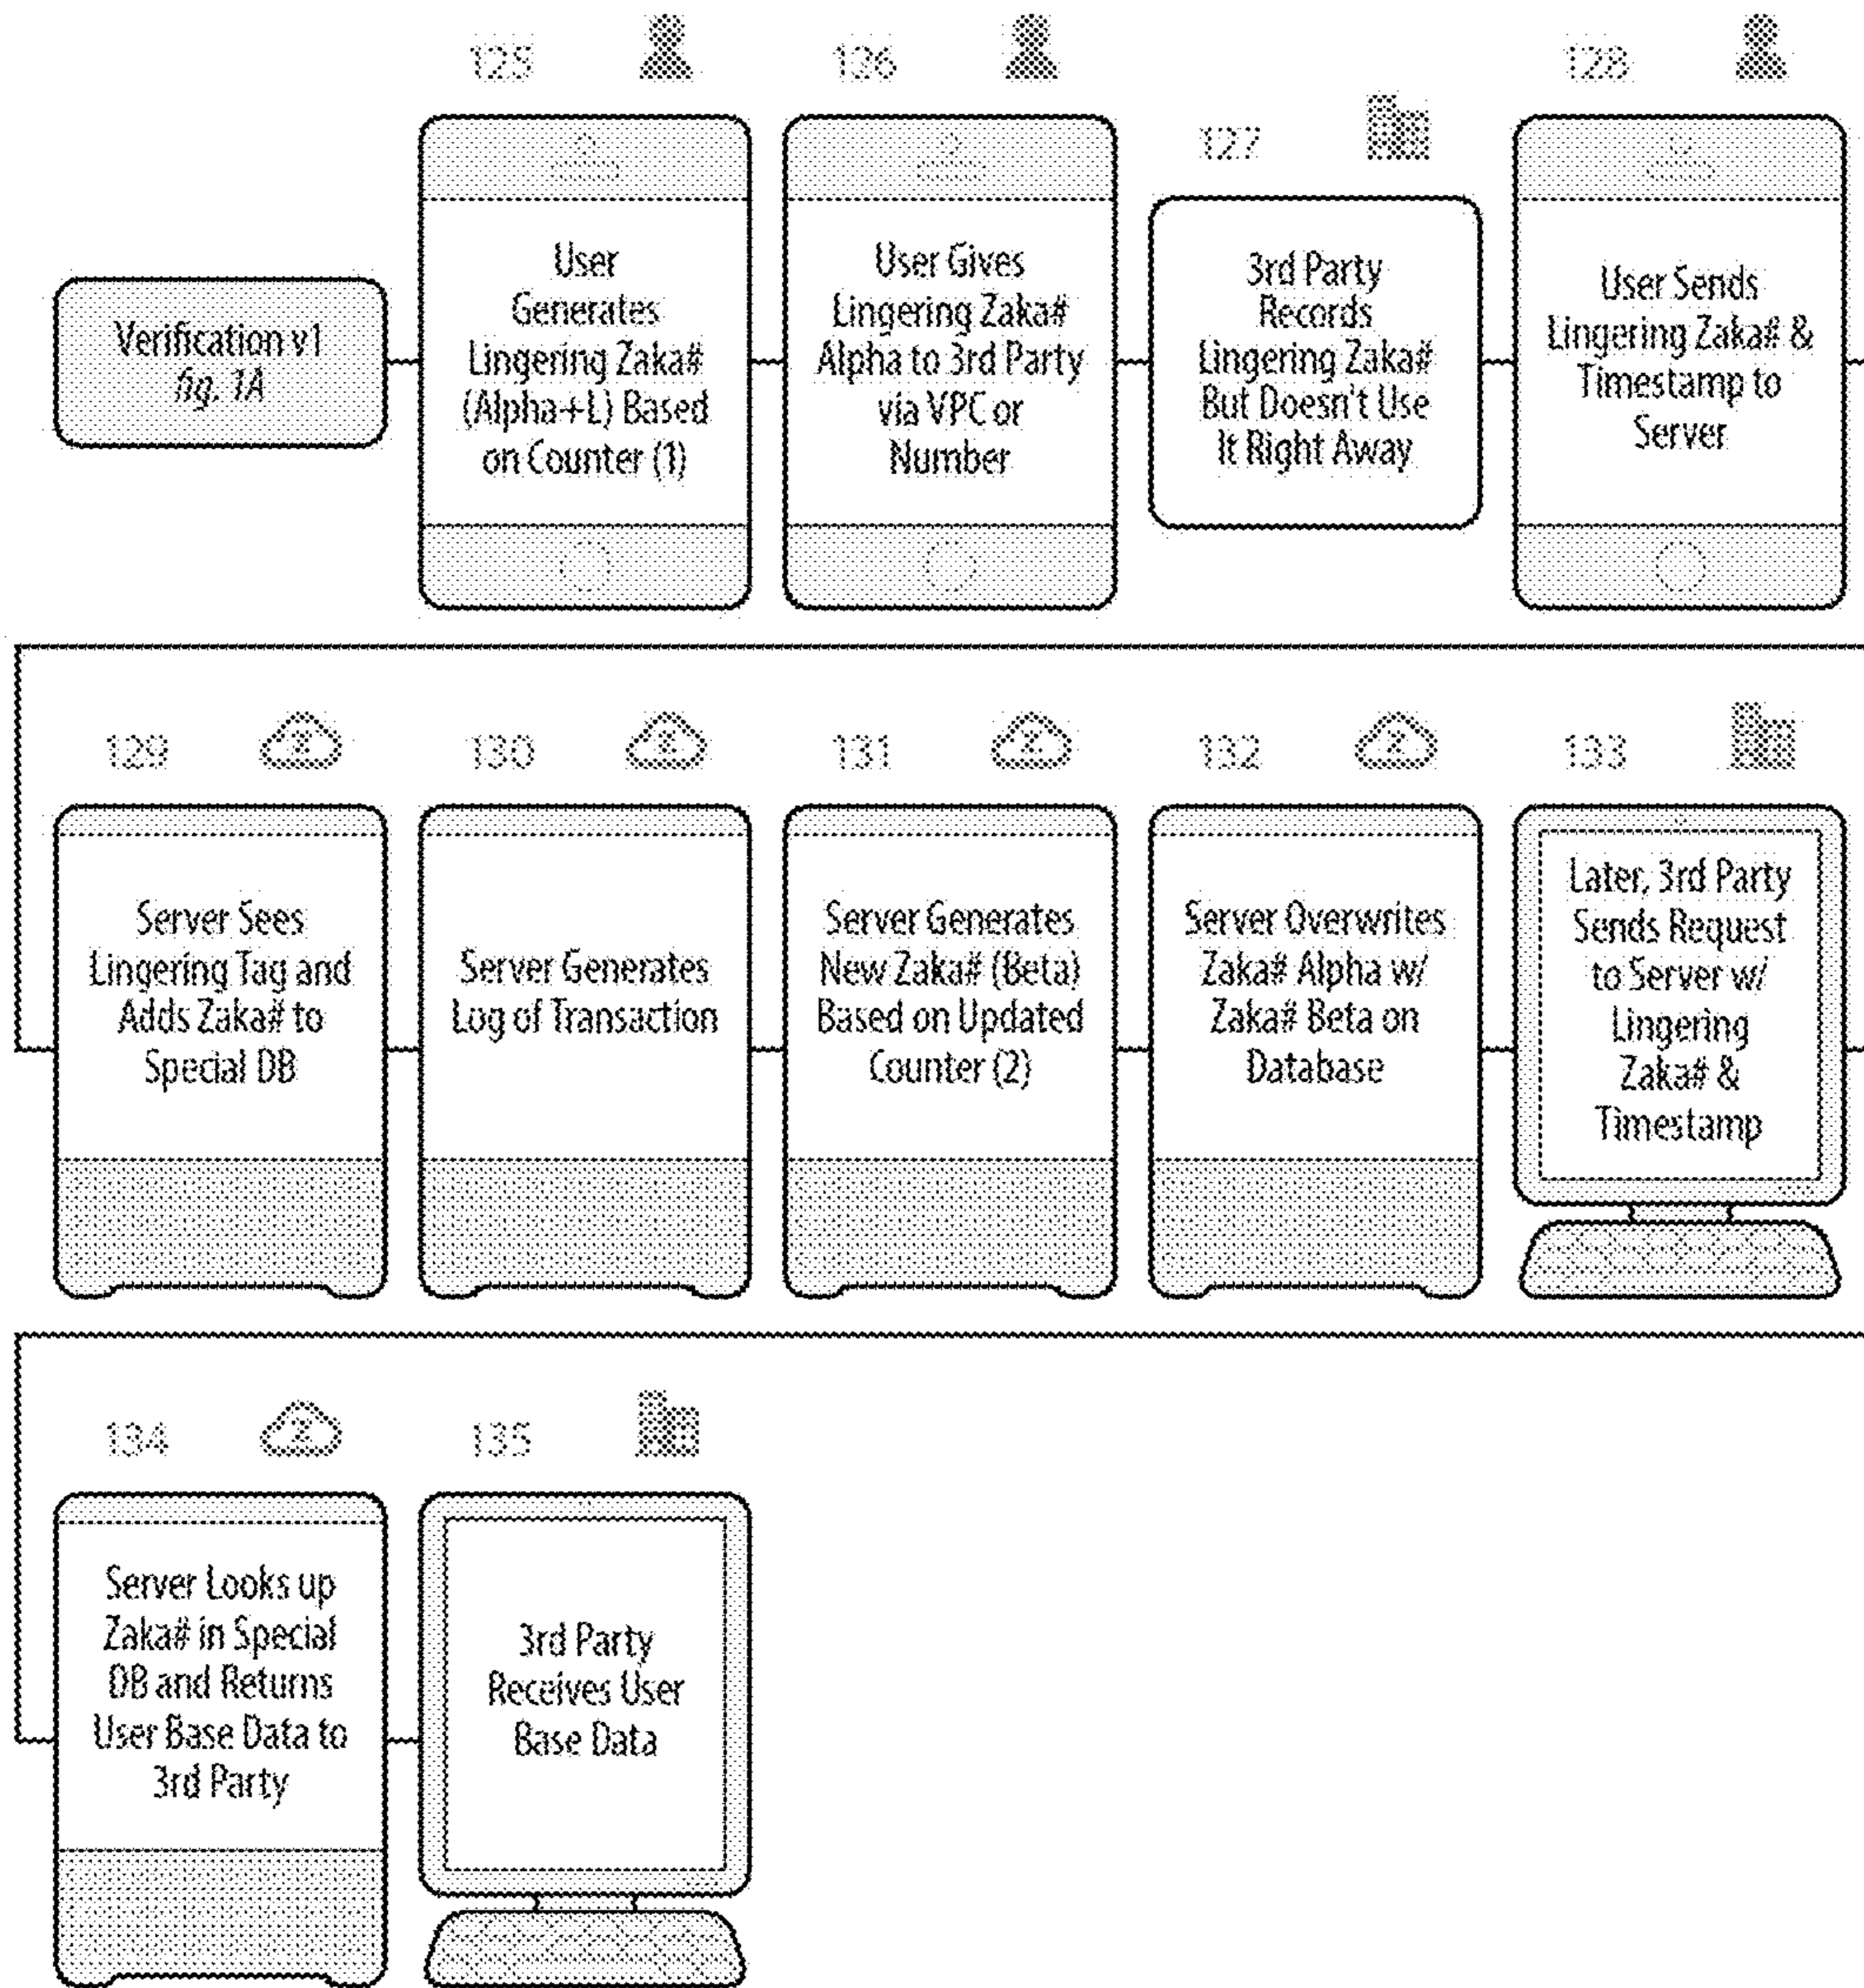 125
126
127
128
Verification v1
fig. 1A
User
Generates
Lingering Zaka#
(Alpha+L) Based
on Counter (1)
User Gives
Lingering Zaka#
Alpha to 3rd Party
via VPC or
Number
3rd Party
Records
Lingering Zaka#
But Doesn't Use
It Right Away
User Sends
Lingering Zaka# &
Timestamp to
Server
129
Z
130
Z
131
Z
132
Z
133
Server Sees
Lingering Tag and
Adds Zaka# to
Special DB
Server Generates
Log of Transaction
Server Generates
New Zaka# (Beta)
Based on Updated
Counter (2)
Server Overwrites
Zaka# Alpha w/
Zaka# Beta on
Database
Later, 3rd Party
Sends Request
to Server w/
Lingering
Zaka# &
Timestamp
134
Z
135
Server Looks up
Zaka# in Special
DB and Returns
User Base Data to
3rd Party
3rd Party
Receives User
Base Data